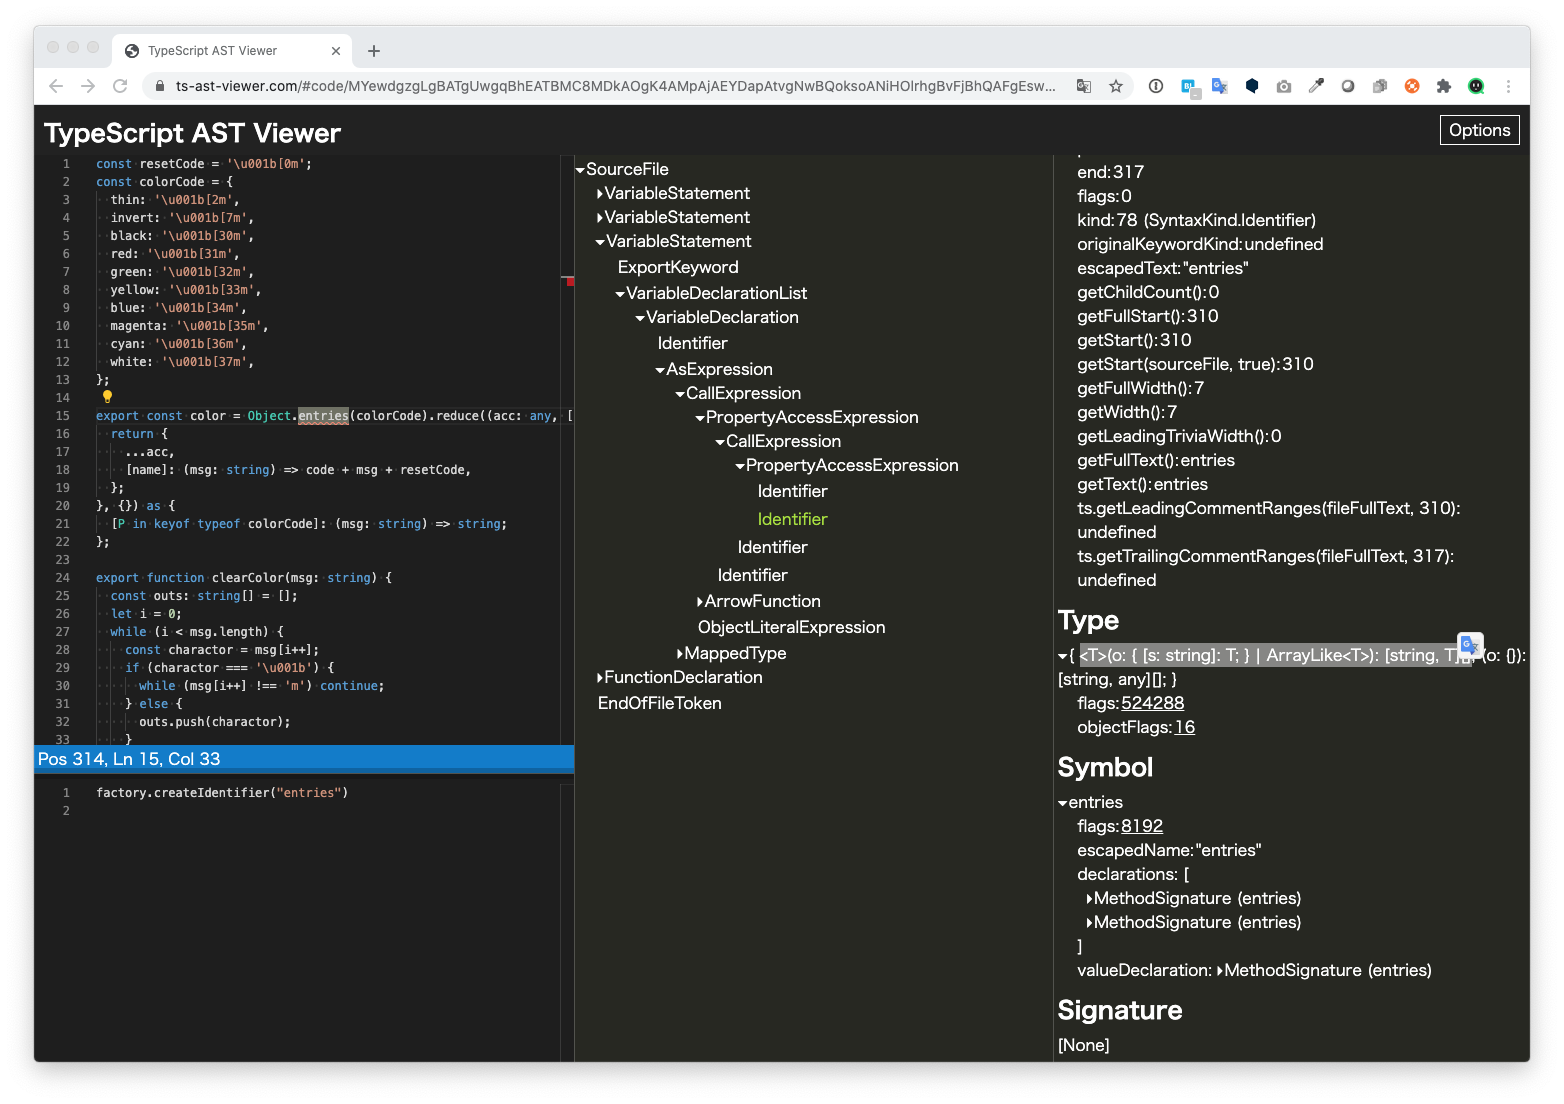 TypeScript AST Viewer
ts-ast-viewer.com/#code/MYewdgzgLgBATgUwgqBhEATBMC8MDkAOgK4AMpAjAEYDapAtvgNwBQoksoANiHOlrhgBvFjBhQAFgEsw...
TypeScript AST Viewer
Options
1 const resetCode = '\u001b[0m';
2 const colorCode = {
3 thin: '\u001b[2m',
4 invert: '\u001b[7m',
5 black: '\u001b[30m',
6 red: '\u001b[31m',
7 green: '\u001b[32m',
8 yellow: '\u001b[33m',
9 blue: '\u001b[34m',
10 magenta: '\u001b[35m',
11 cyan: '\u001b[36m',
12 white: '\u001b[37m',
13 };
14
15 export const color = Object.entries(colorCode).reduce((acc: any, [
16 return {
17 ...acc,
18 [name]: (msg: string) => code + msg + resetCode,
19 };
20 }, {}) as {
21 [P in keyof typeof colorCode]: (msg: string) => string;
22 };
23
24 export function clearColor(msg: string) {
25 const outs: string[] = [];
26 let i = 0;
27 while (i < msg.length) {
28 const charactor = msg[i++];
29 if (charactor === '\u001b') {
30 while (msg[i++] !== 'm') continue;
31 } else {
32 outs.push(charactor);
33 }
Pos 314, Ln 15, Col 33
1 factory.createIdentifier("entries")
2
SourceFile
VariableStatement
VariableStatement
VariableStatement
ExportKeyword
VariableDeclarationList
VariableDeclaration
Identifier
AsExpression
CallExpression
PropertyAccessExpression
CallExpression
PropertyAccessExpression
Identifier
Identifier
Identifier
Identifier
ArrowFunction
ObjectLiteralExpression
MappedType
FunctionDeclaration
EndOfFileToken
end:317
flags:0
kind:78 (SyntaxKind.Identifier)
originalKeywordKind:undefined
escapedText:"entries"
getChildCount():0
getFullStart():310
getStart():310
getStart(sourceFile, true):310
getFullWidth():7
getWidth():7
getLeadingTriviaWidth():0
getFullText():entries
getText():entries
ts.getLeadingCommentRanges(fileFullText, 310):
undefined
ts.getTrailingCommentRanges(fileFullText, 317):
undefined
Type
{ <T>(o: { [s: string]: T; } | ArrayLike<T>): [string, T][]; (o: {}):
[string, any][]; }
flags:524288
objectFlags:16
Symbol
entries
flags:8192
escapedName:"entries"
declarations: [
MethodSignature (entries)
MethodSignature (entries)
]
valueDeclaration: MethodSignature (entries)
Signature
[None]